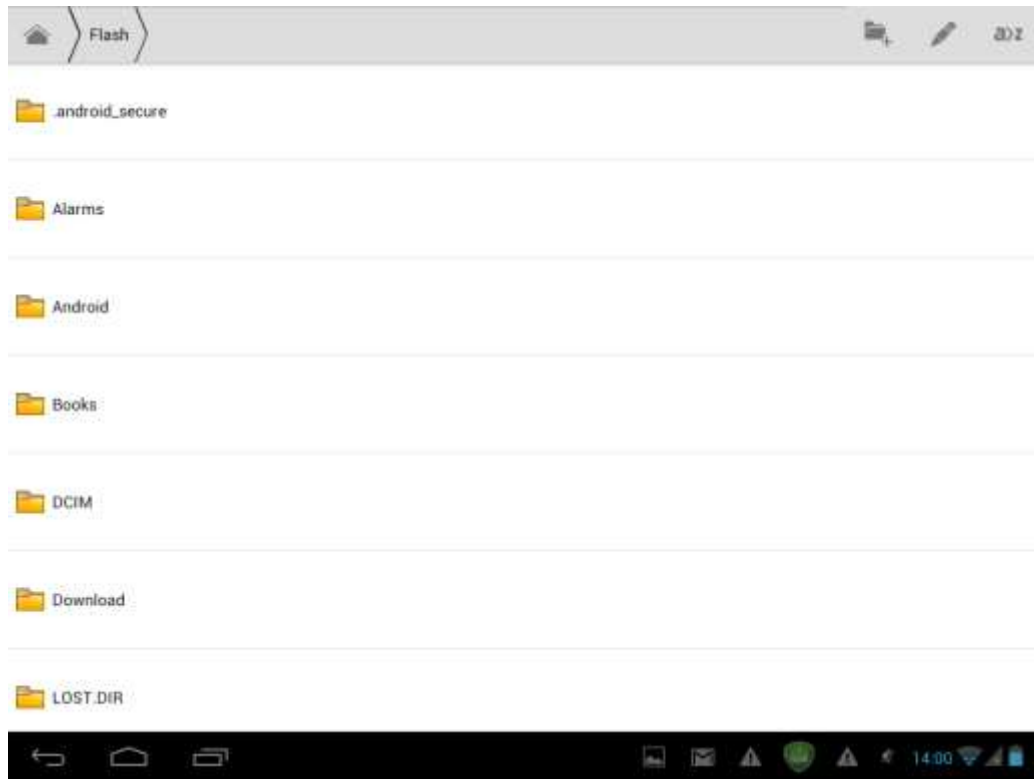 Flash
a)z
.android_secure
Alarms
Android
Books
DCIM
Download
LOST.DIR
14:00